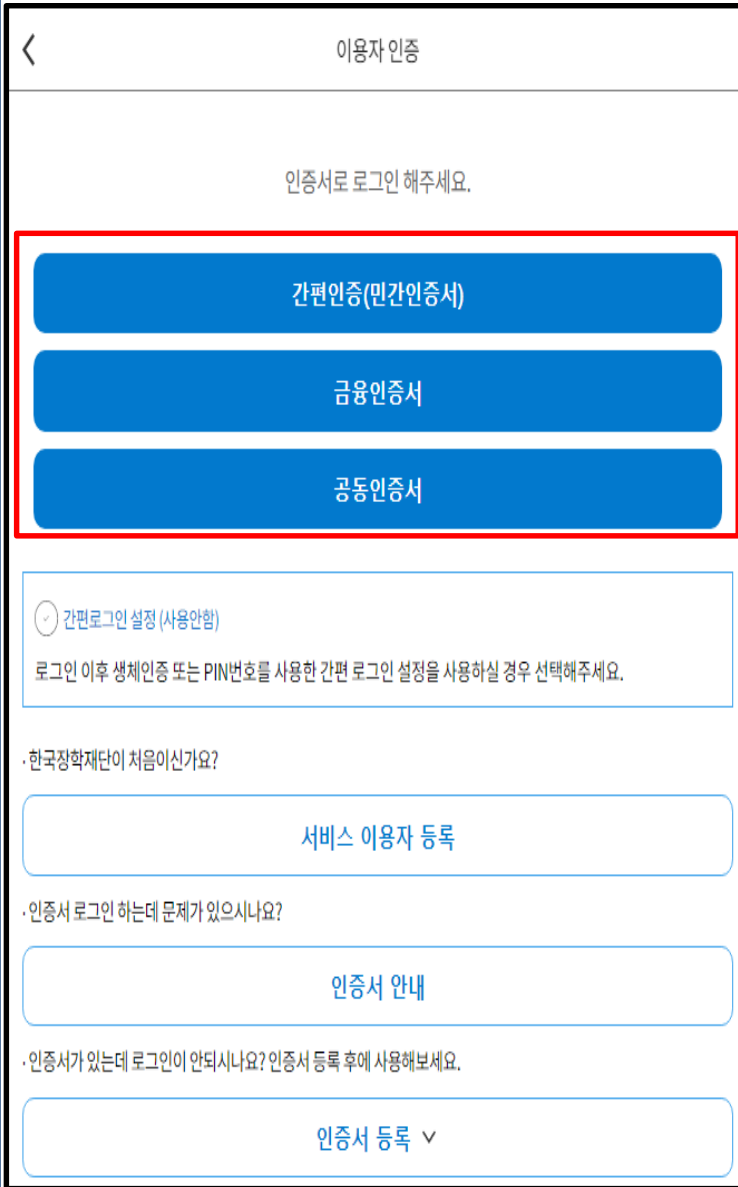 이용자 인증
인증서로 로그인 해주세요.
간편인증(민간인증서)
금융인증서
공동인증서
간편로그인 설정 (사용안함)
로그인 이후 생체인증 또는 PIN번호를 사용한 간편 로그인 설정을 사용하실 경우 선택해주세요.
· 한국장학재단이 처음이신가요?
서비스 이용자 등록
· 인증서 로그인 하는데 문제가 있으시나요?
인증서 안내
· 인증서가 있는데 로그인이 안되시나요? 인증서 등록 후에 사용해보세요.
인증서 등록